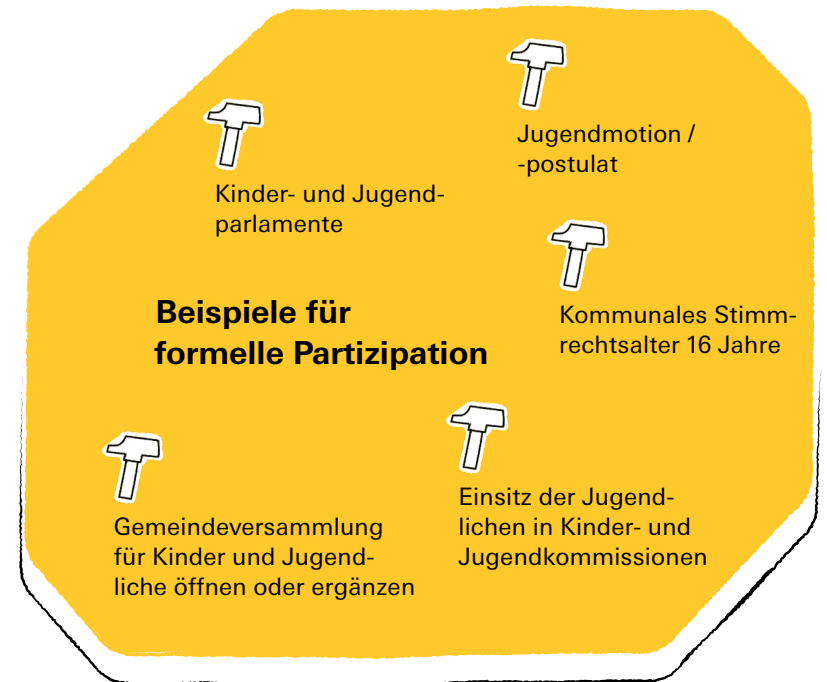 Jugendmotion /
-postulat
Kinder- und Jugend-
parlamente
Beispiele für
formelle Partizipation
Kommunales Stimm-
rechtsalter 16 Jahre
Gemeindeversammlung
für Kinder und Jugend-
liche öffnen oder ergänzen
Einsitz der Jugend-
lichen in Kinder- und
Jugendkommissionen